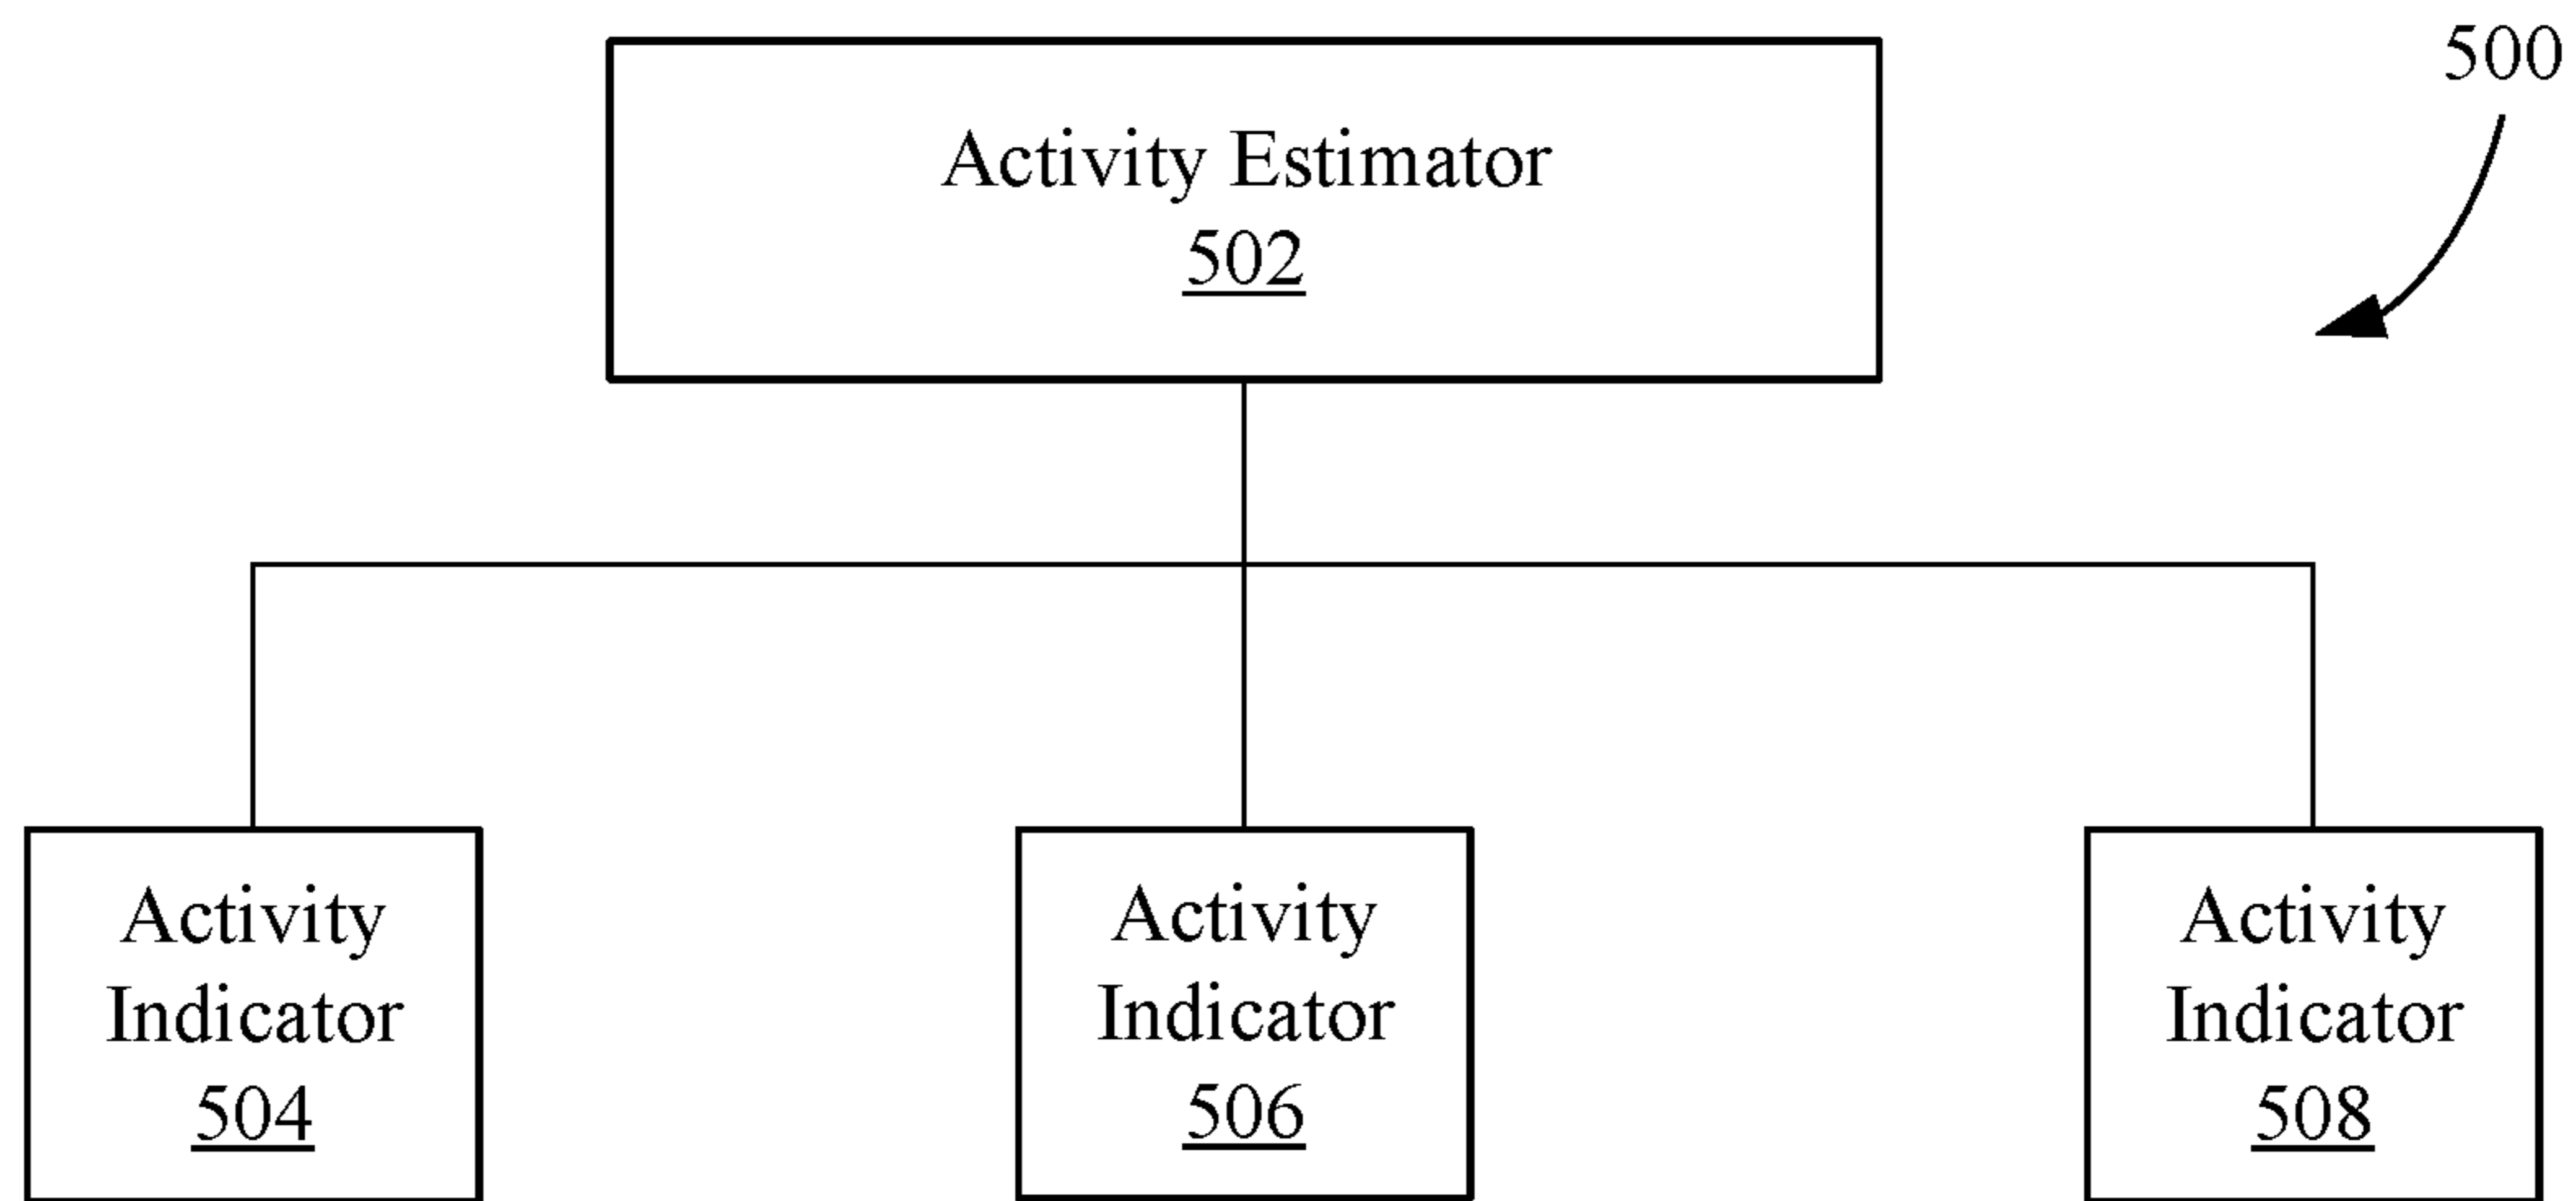 500
Activity Estimator
502
Activity
Indicator
504
Activity
Indicator
506
Activity
Indicator
508